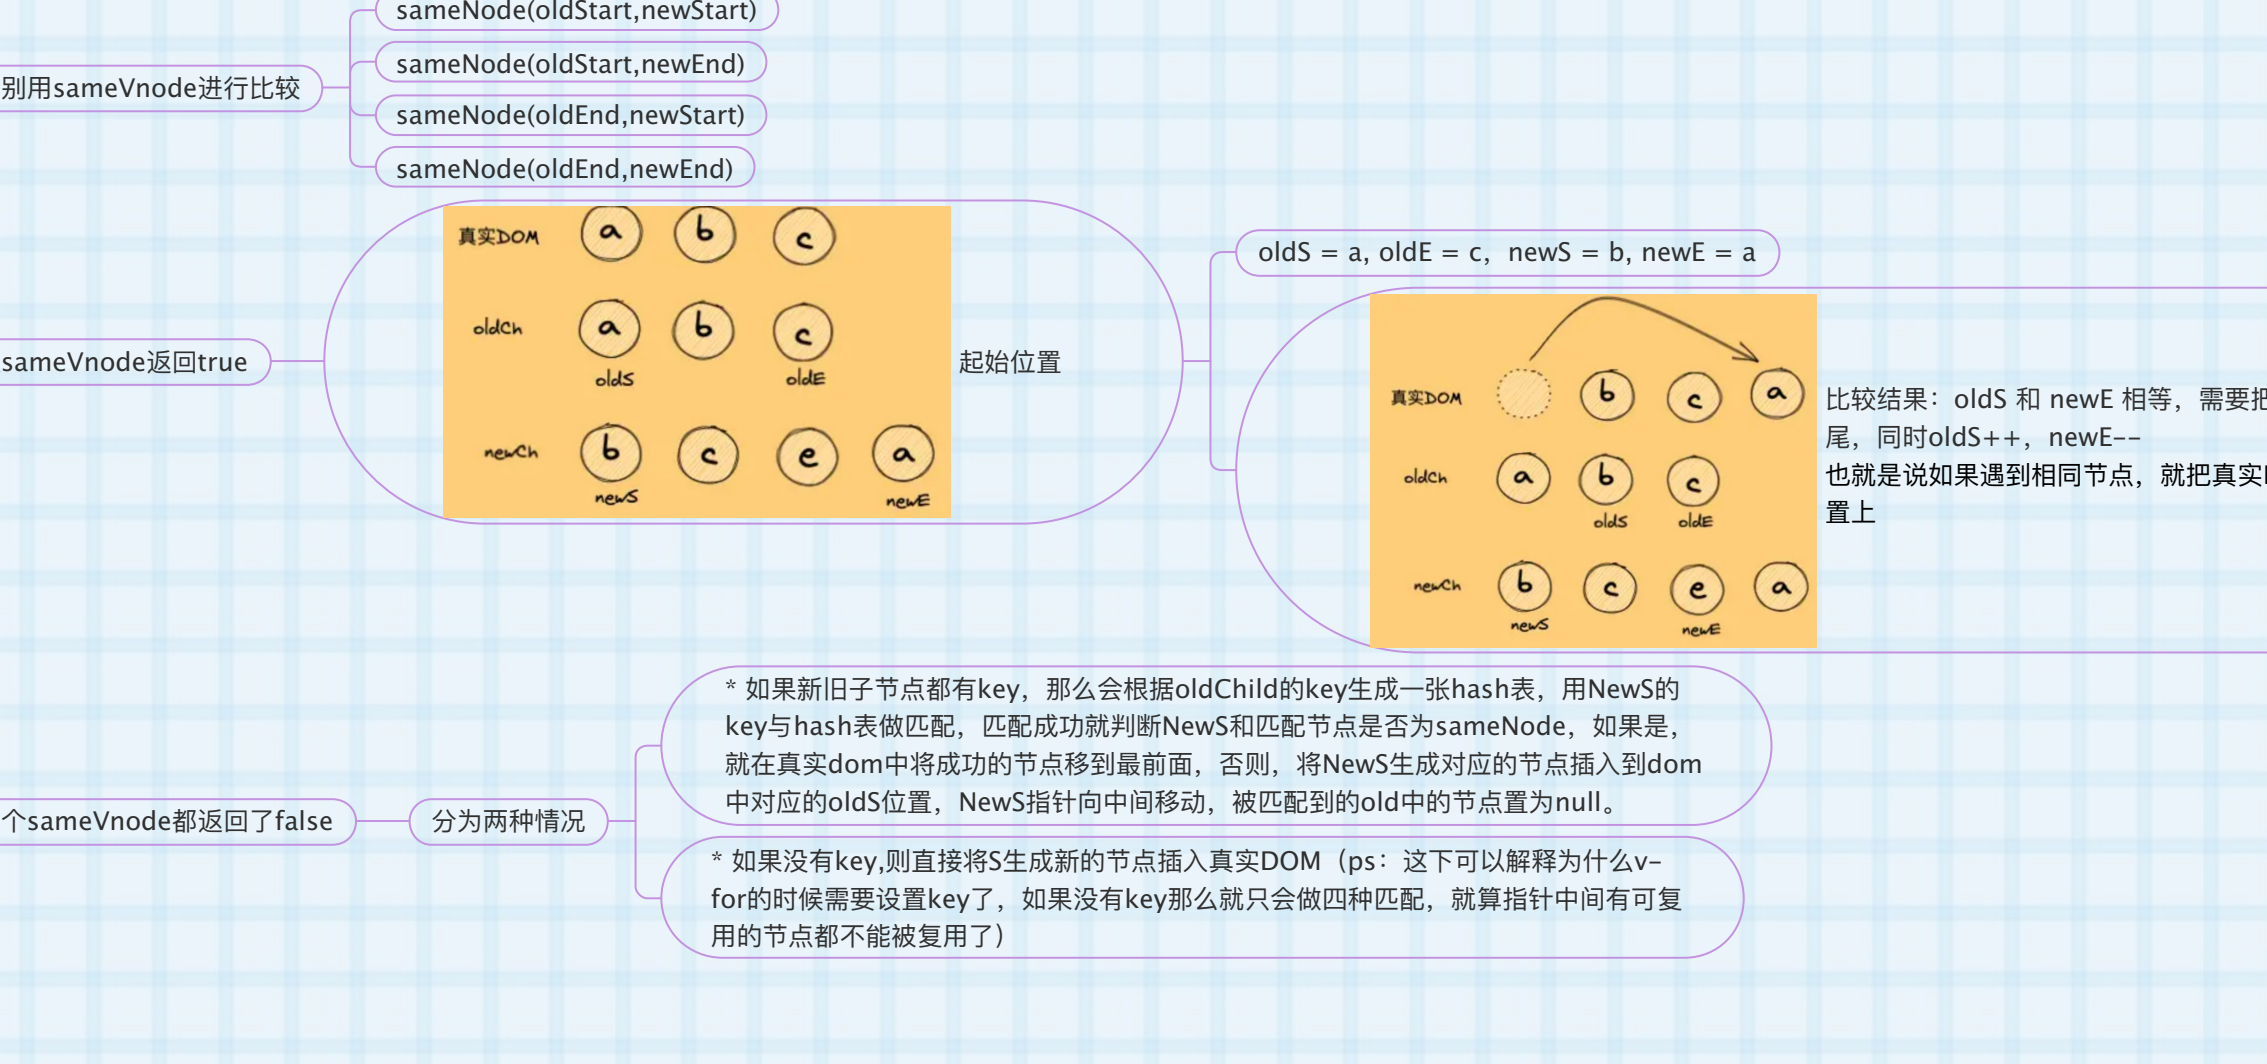 sameNode(oldStart,newStart)
sameNode(oldStart,newEnd)
别用sameVnode进行比较
sameNode(oldEnd,newStart)
sameNode(oldEnd,newEnd)
sameVnode返回true
真实DOM a b c
oldCh a b c
oldS oldE
newCh b c e a
newS newE
起始位置
oldS = a, oldE = c, newS = b, newE = a
真实DOM b c a
oldCh a b c
oldS oldE
newCh b c e a
newS newE
比较结果：oldS 和 newE 相等，需要把
尾，同时oldS++，newE--
也就是说如果遇到相同节点，就把真实
置上
个sameVnode都返回了false
分为两种情况
* 如果新旧子节点都有key，那么会根据oldChild的key生成一张hash表，用NewS的
key与hash表做匹配，匹配成功就判断NewS和匹配节点是否为sameNode，如果是，
就在真实dom中将成功的节点移到最前面，否则，将NewS生成对应的节点插入到dom
中对应的oldS位置，NewS指针向中间移动，被匹配到的old中的节点置为null。
* 如果没有key,则直接将S生成新的节点插入真实DOM（ps：这下可以解释为什么v-
for的时候需要设置key了，如果没有key那么就只会做四种匹配，就算指针中间有可复
用的节点都不能被复用了）